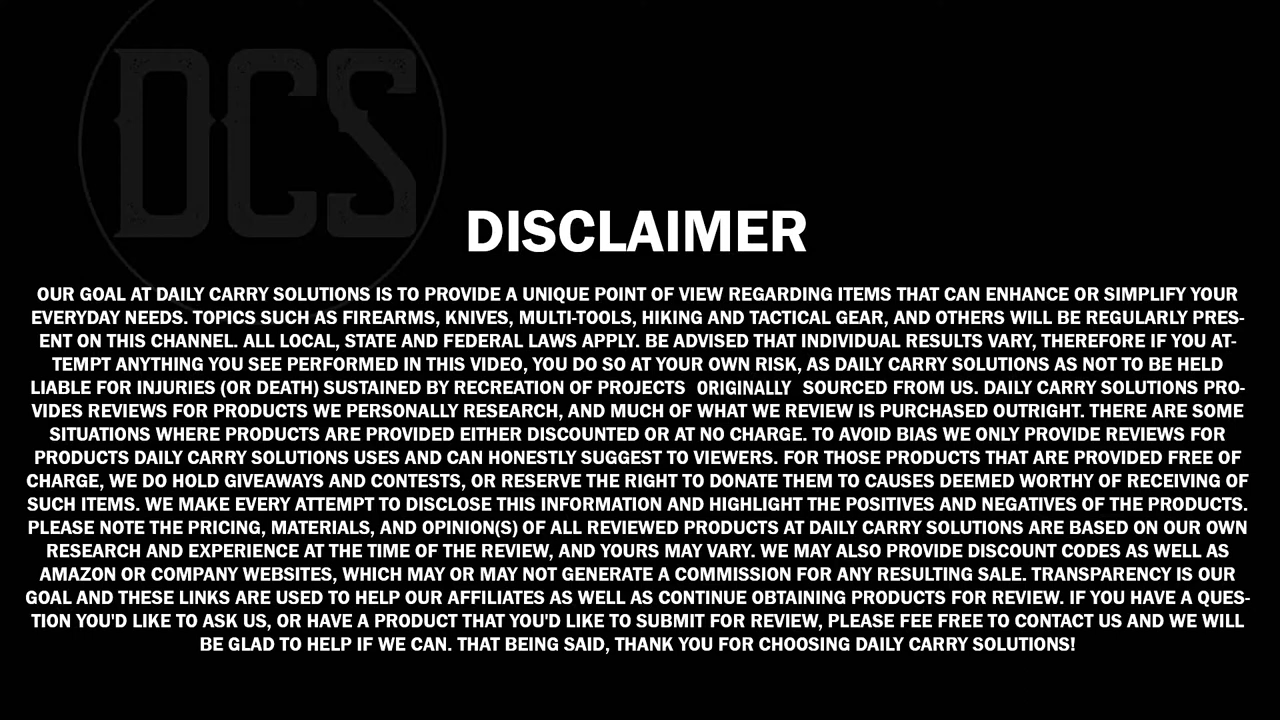 DCS
DISCLAIMER
OUR GOAL AT DAILY CARRY SOLUTIONS IS TO PROVIDE A UNIQUE POINT OF VIEW REGARDING ITEMS THAT CAN ENHANCE OR SIMPLIFY YOUR
EVERYDAY NEEDS. TOPICS SUCH AS FIREARMS, KNIVES, MULTI-TOOLS, HIKING AND TACTICAL GEAR, AND OTHERS WILL BE REGULARLY PRES-
ENT ON THIS CHANNEL. ALL LOCAL, STATE AND FEDERAL LAWS APPLY. BE ADVISED THAT INDIVIDUAL RESULTS VARY, THEREFORE IF YOU AT-
TEMPT ANYTHING YOU SEE PERFORMED IN THIS VIDEO, YOU DO SO AT YOUR OWN RISK, AS DAILY CARRY SOLUTIONS AS NOT TO BE HELD
LIABLE FOR INJURIES (OR DEATH) SUSTAINED BY RECREATION OF PROJECTS ORIGINALLY SOURCED FROM US. DAILY CARRY SOLUTIONS PRO-
VIDES REVIEWS FOR PRODUCTS WE PERSONALLY RESEARCH, AND MUCH OF WHAT WE REVIEW IS PURCHASED OUTRIGHT. THERE ARE SOME
SITUATIONS WHERE PRODUCTS ARE PROVIDED EITHER DISCOUNTED OR AT NO CHARGE. TO AVOID BIAS WE ONLY PROVIDE REVIEWS FOR
PRODUCTS DAILY CARRY SOLUTIONS USES AND CAN HONESTLY SUGGEST TO VIEWERS. FOR THOSE PRODUCTS THAT ARE PROVIDED FREE OF
CHARGE, WE DO HOLD GIVEAWAYS AND CONTESTS, OR RESERVE THE RIGHT TO DONATE THEM TO CAUSES DEEMED WORTHY OF RECEIVING OF
SUCH ITEMS. WE MAKE EVERY ATTEMPT TO DISCLOSE THIS INFORMATION AND HIGHLIGHT THE POSITIVES AND NEGATIVES OF THE PRODUCTS.
PLEASE NOTE THE PRICING, MATERIALS, AND OPINION(S) OF ALL REVIEWED PRODUCTS AT DAILY CARRY SOLUTIONS ARE BASED ON OUR OWN
RESEARCH AND EXPERIENCE AT THE TIME OF THE REVIEW, AND YOURS MAY VARY. WE MAY ALSO PROVIDE DISCOUNT CODES AS WELL AS
AMAZON OR COMPANY WEBSITES, WHICH MAY OR MAY NOT GENERATE A COMMISSION FOR ANY RESULTING SALE. TRANSPARENCY IS OUR
GOAL AND THESE LINKS ARE USED TO HELP OUR AFFILIATES AS WELL AS CONTINUE OBTAINING PRODUCTS FOR REVIEW. IF YOU HAVE A QUES-
TION YOU'D LIKE TO ASK US, OR HAVE A PRODUCT THAT YOU'D LIKE TO SUBMIT FOR REVIEW, PLEASE FEE FREE TO CONTACT US AND WE WILL
BE GLAD TO HELP IF WE CAN. THAT BEING SAID, THANK YOU FOR CHOOSING DAILY CARRY SOLUTIONS!